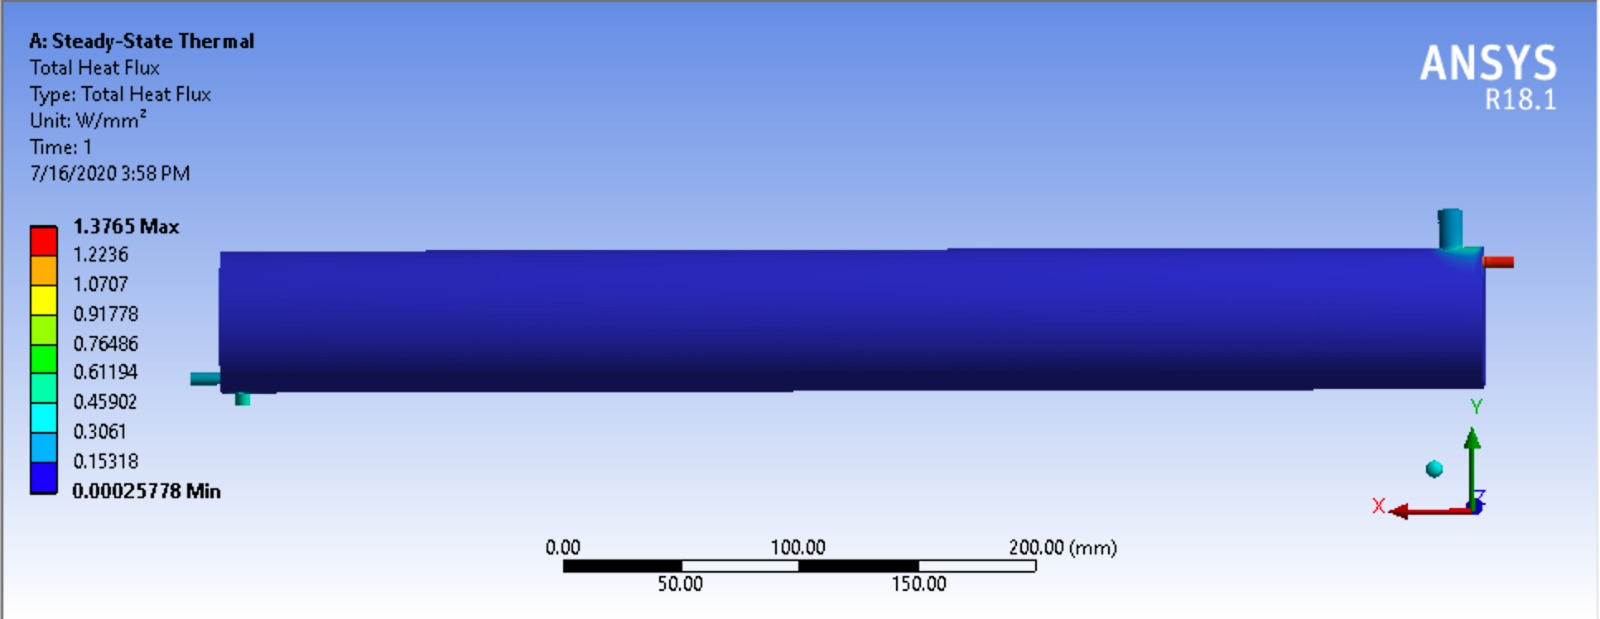 A: Steady-State Thermal
Total Heat Flux
Type: Total Heat Flux
Unit: W/mm²
Time: 1
7/16/2020 3:58 PM
ANSYS
R18.1
1.3765 Max
1.2236
1.0707
0.91778
0.76486
0.61194
0.45902
0.3061
0.15318
0.00025778 Min
Y
X
Z
0.00 100.00 200.00 (mm)
50.00 150.00